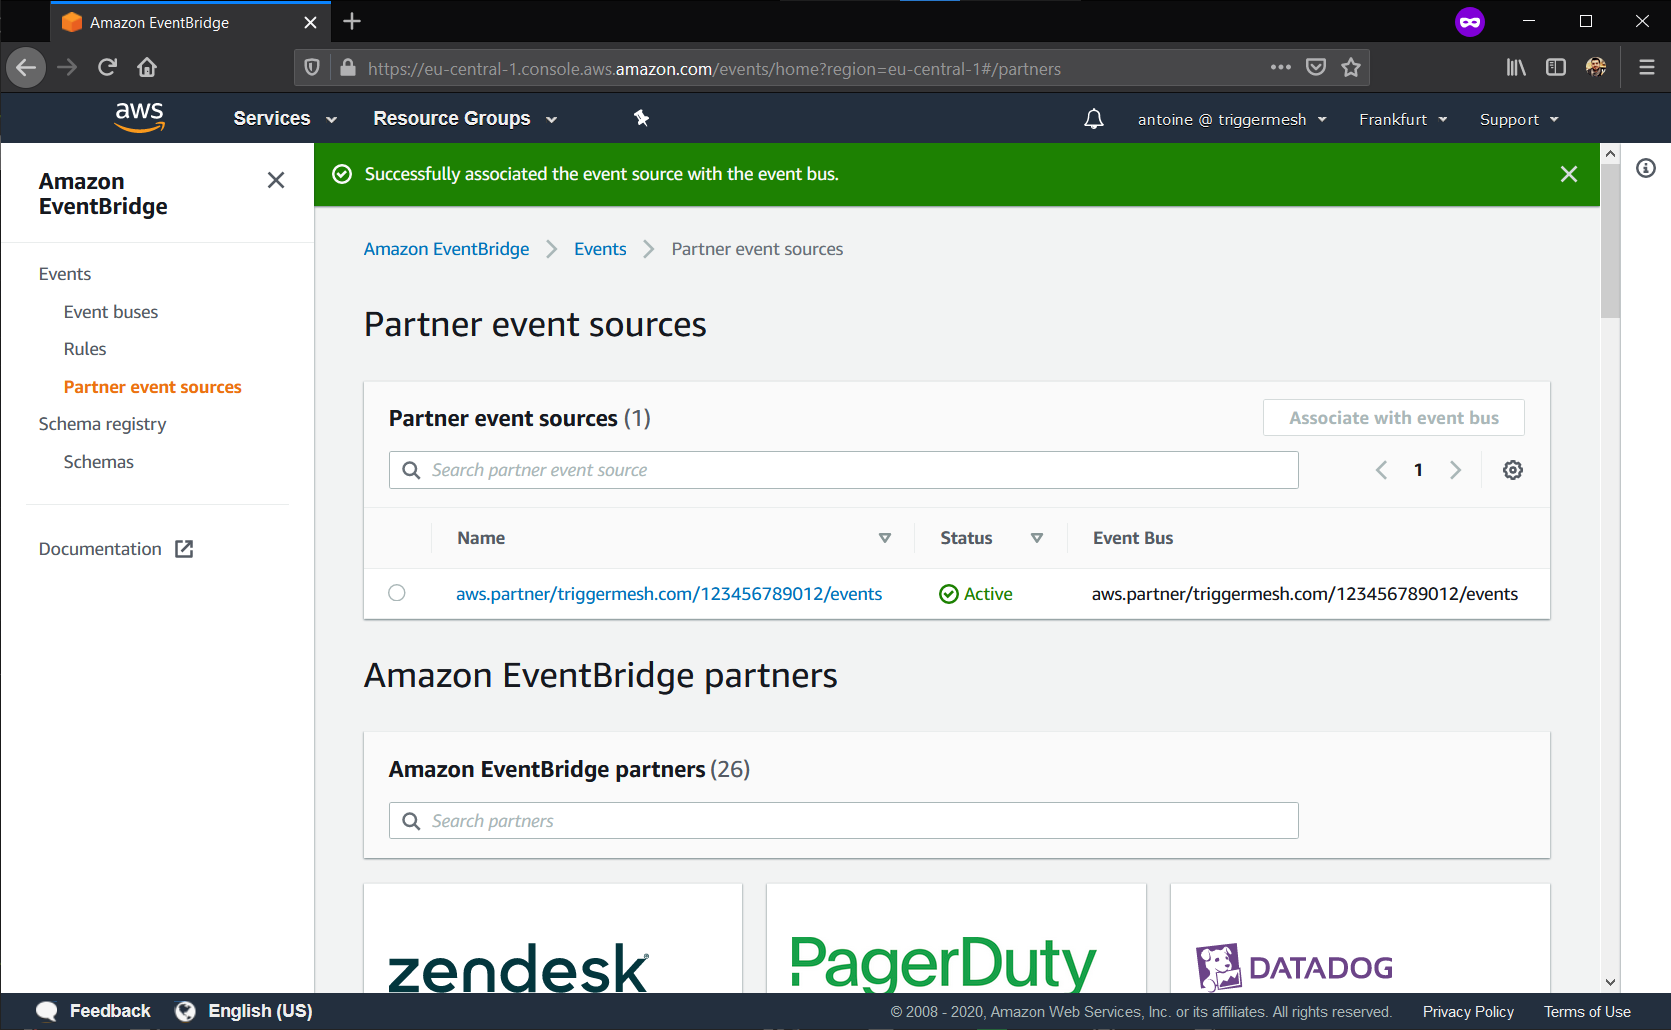 Amazon EventBridge
https://eu-central-1.console.aws.amazon.com/events/home?region=eu-central-1#/partners
aws
Services
Resource Groups
antoine @ triggermesh
Frankfurt
Support
Amazon
EventBridge
Events
Event buses
Rules
Partner event sources
Schema registry
Schemas
Documentation
Successfully associated the event source with the event bus.
Amazon EventBridge
Events
Partner event sources
Partner event sources
Partner event sources (1)
Associate with event bus
Search partner event source
1
Name
Status
Event Bus
aws.partner/triggermesh.com/123456789012/events
Active
aws.partner/triggermesh.com/123456789012/events
Amazon EventBridge partners
Amazon EventBridge partners (26)
Search partners
zendesk®
PagerDuty
DATADOG
Feedback
English (US)
© 2008 - 2020, Amazon Web Services, Inc. or its affiliates. All rights reserved.
Privacy Policy
Terms of Use